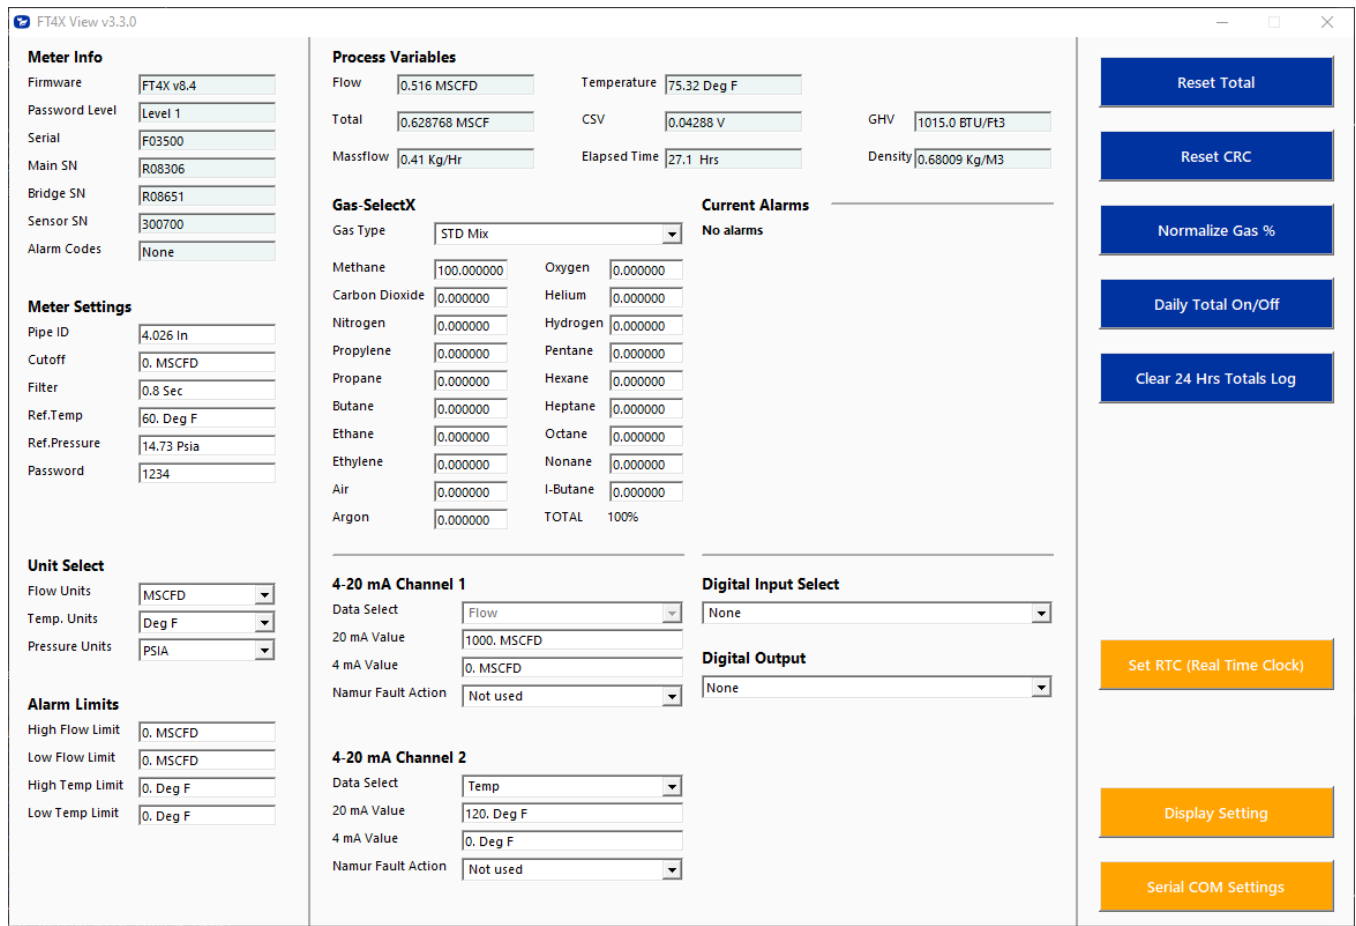 FT4X View v3.3.0
Meter Info
Firmware FT4X v8.4
Password Level Level 1
Serial F03500
Main SN R08306
Bridge SN R08651
Sensor SN 300700
Alarm Codes None
Meter Settings
Pipe ID 4.026 In
Cutoff 0. MSCFD
Filter 0.8 Sec
Ref.Temp 60. Deg F
Ref.Pressure 14.73 Psia
Password 1234
Unit Select
Flow Units MSCFD
Temp. Units Deg F
Pressure Units PSIA
Alarm Limits
High Flow Limit 0. MSCFD
Low Flow Limit 0. MSCFD
High Temp Limit 0. Deg F
Low Temp Limit 0. Deg F
Process Variables
Flow 0.516 MSCFD Temperature 75.32 Deg F
Total 0.628768 MSCF CSV 0.04288 V GHV 1015.0 BTU/Ft3
Massflow 0.41 Kg/Hr Elapsed Time 27.1 Hrs Density 0.68009 Kg/M3
Gas-SelectX
Gas Type STD Mix
Methane 100.000000 Oxygen 0.000000
Carbon Dioxide 0.000000 Helium 0.000000
Nitrogen 0.000000 Hydrogen 0.000000
Propylene 0.000000 Pentane 0.000000
Propane 0.000000 Hexane 0.000000
Butane 0.000000 Heptane 0.000000
Ethane 0.000000 Octane 0.000000
Ethylene 0.000000 Nonane 0.000000
Air 0.000000 I-Butane 0.000000
Argon 0.000000 TOTAL 100%
Current Alarms
No alarms
4-20 mA Channel 1
Data Select Flow
20 mA Value 1000. MSCFD
4 mA Value 0. MSCFD
Namur Fault Action Not used
Digital Input Select
None
Digital Output
None
4-20 mA Channel 2
Data Select Temp
20 mA Value 120. Deg F
4 mA Value 0. Deg F
Namur Fault Action Not used
Reset Total
Reset CRC
Normalize Gas %
Daily Total On/Off
Clear 24 Hrs Totals Log
Set RTC (Real Time Clock)
Display Setting
Serial COM Settings